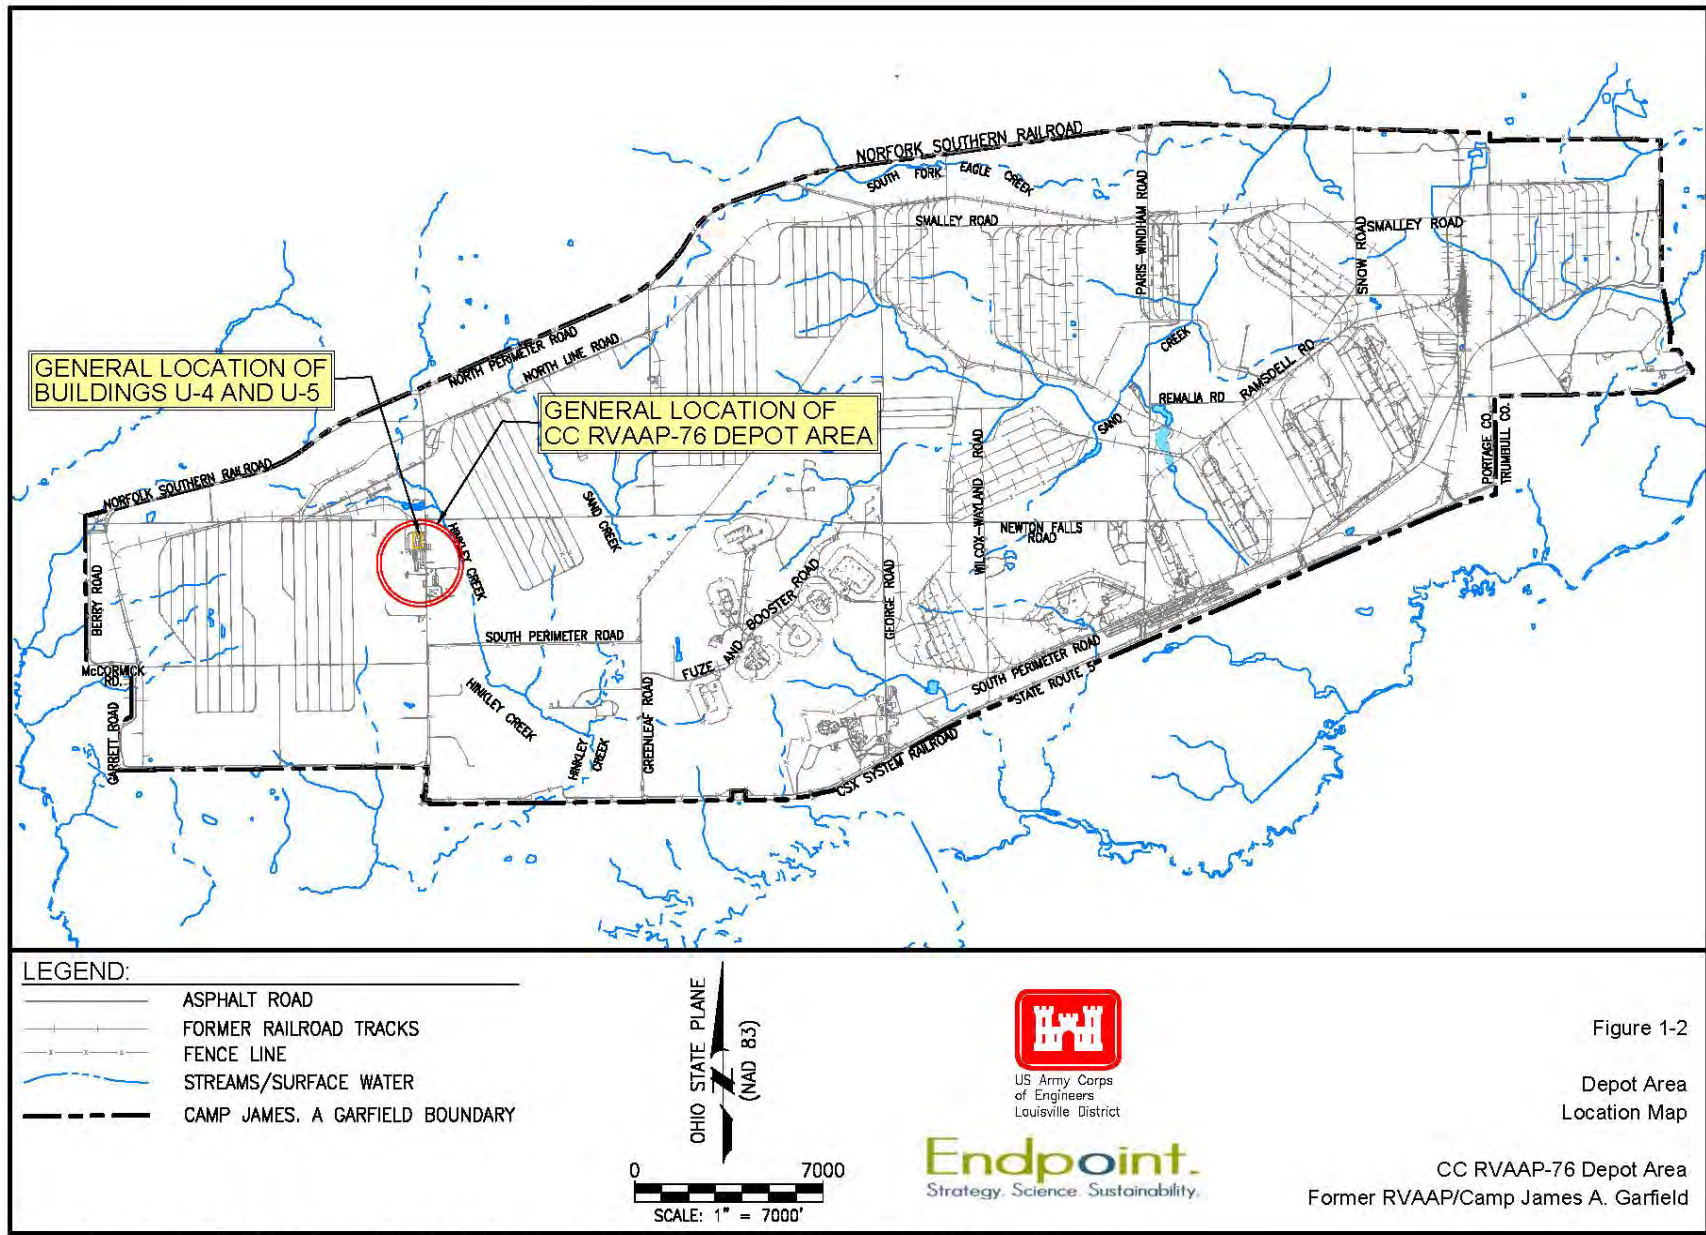 NORFORK SOUTHERN RAILROAD
SOUTH FORK EAGLE CREEK
SMALLEY ROAD
PARIS-WINDHAM ROAD
SNOW ROAD
SMALLEY ROAD
GENERAL LOCATION OF
BUILDINGS U-4 AND U-5
NORTH PERIMETER ROAD
NORTH LINE ROAD
GENERAL LOCATION OF
CC RVAAP-76 DEPOT AREA
SAND CREEK
REMALIA RD
RAMSDELL RD
PORTAGE CO.
TRUMBULL CO.
NORFOLK SOUTHERN RAILROAD
SAND CREEK
HINKLEY CREEK
WILCOX-WAYLAND ROAD
NEWTON FALLS
ROAD
BERRY ROAD
GEORGE ROAD
FUZE AND BOOSTER ROAD
SOUTH PERIMETER ROAD
McCORMICK
RD.
GARRETT ROAD
HINKLEY CREEK
HINKLEY
CREEK
GREENLEAF ROAD
SOUTH PERIMETER ROAD
STATE ROUTE 5
CSX SYSTEM RAILROAD
LEGEND:
ASPHALT ROAD
FORMER RAILROAD TRACKS
FENCE LINE
STREAMS/SURFACE WATER
CAMP JAMES. A GARFIELD BOUNDARY
OHIO STATE PLANE
(NAD 83)
N
0 7000
SCALE: 1" = 7000'
US Army Corps
of Engineers
Louisville District
Endpoint.
Strategy. Science. Sustainability.
Figure 1-2
Depot Area
Location Map
CC RVAAP-76 Depot Area
Former RVAAP/Camp James A. Garfield